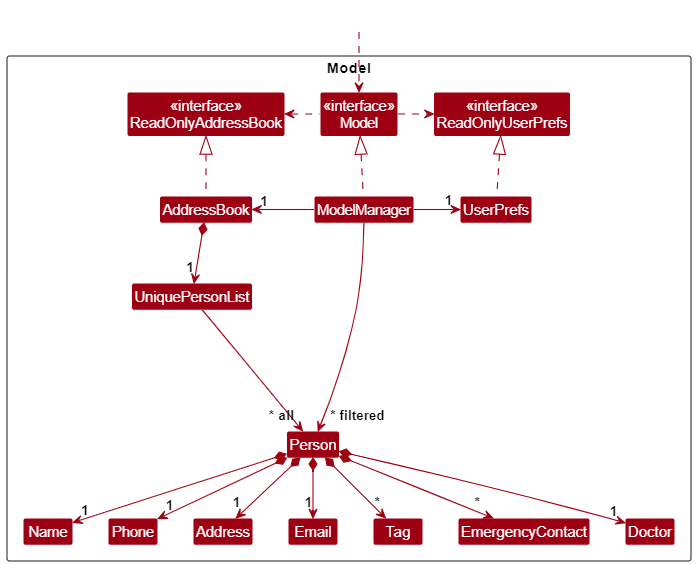 Model
«interface»
ReadOnlyAddressBook
«interface»
Model
«interface»
ReadOnlyUserPrefs
AddressBook
1
ModelManager
1
UserPrefs
1
UniquePersonList
* all
* filtered
Person
1
1
1
1
*
*
1
Name
Phone
Address
Email
Tag
EmergencyContact
Doctor